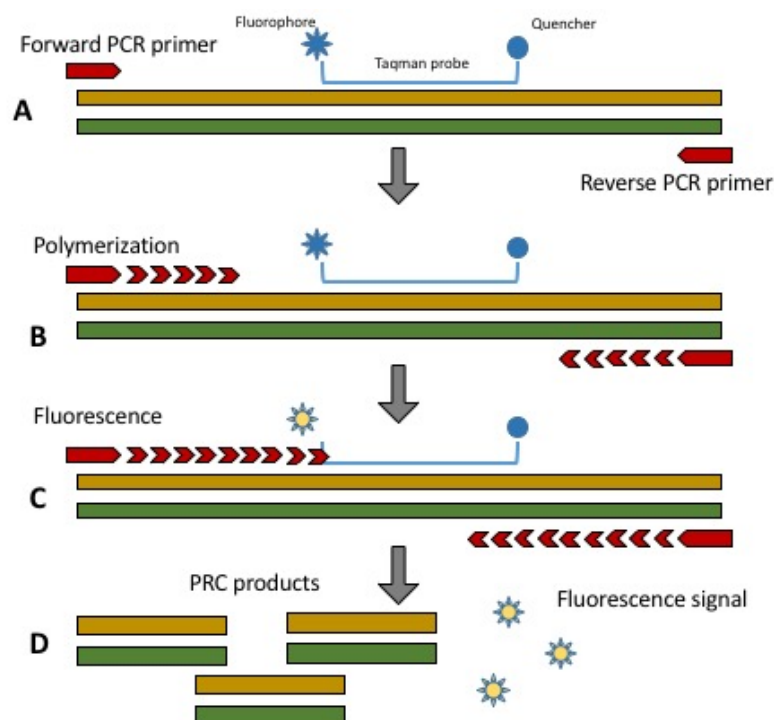 Fluorophore
Quencher
Forward PCR primer
Taqman probe
A
Reverse PCR primer
Polymerization
B
Fluorescence
C
PRC products
Fluorescence signal
D